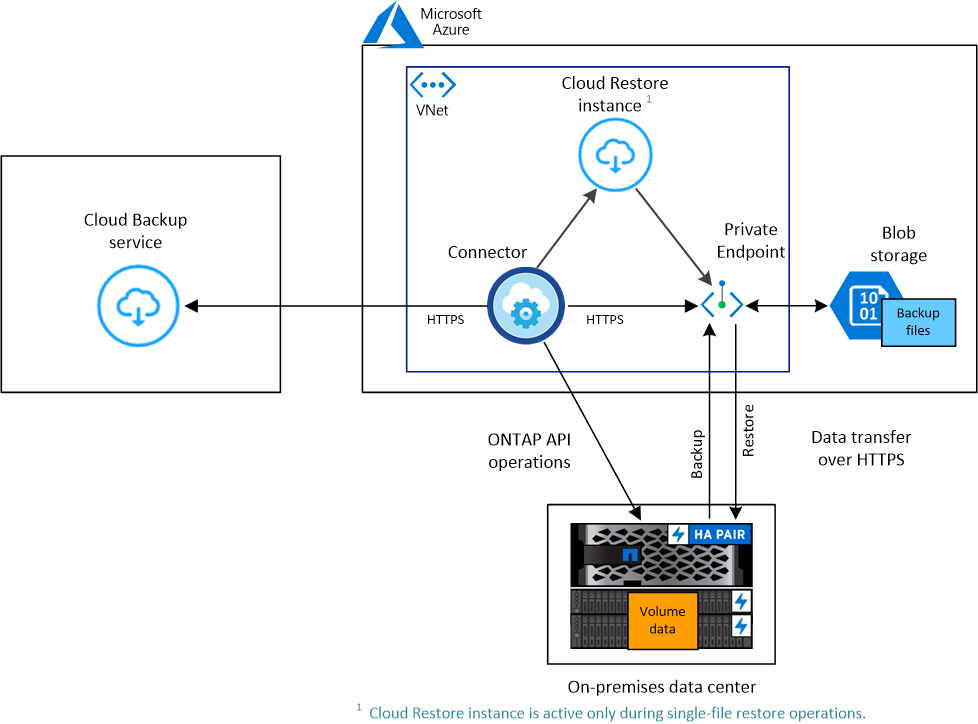 Microsoft
Azure
VNet
Cloud Restore
instance 1
Cloud Backup
service
Connector
Private
Endpoint
Blob
storage
10
01
Backup
files
HTTPS
HTTPS
ONTAP API
operations
Backup
Restore
Data transfer
over HTTPS
HA PAIR
Volume
data
On-premises data center
1 Cloud Restore instance is active only during single-file restore operations.